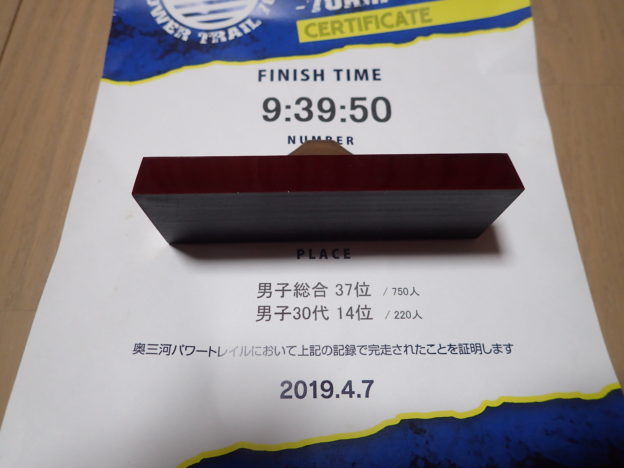 POWER TRAIL 70
CERTIFICATE
FINISH TIME
9:39:50
NUMBER
PLACE
男子総合 37位 / 750人
男子30代 14位 / 220人
奥三河パワートレイルにおいて上記の記録で完走されたことを証明します
2019.4.7